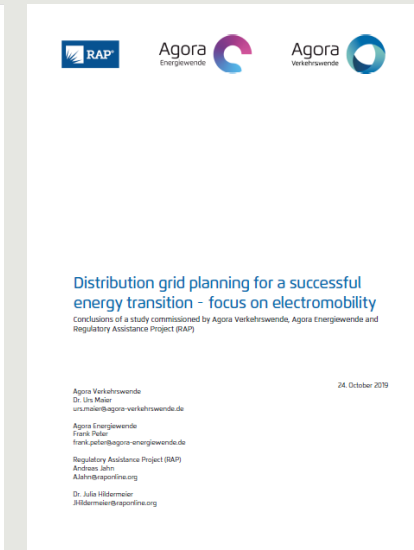 RAP®
Agora
Energiewende
Agora
Verkehrswende
Distribution grid planning for a successful
energy transition - focus on electromobility
Conclusions of a study commissioned by Agora Verkehrswende, Agora Energiewende and
Regulatory Assistance Project (RAP)
24. October 2019
Agora Verkehrswende
Dr. Urs Maier
urs.maier@agora-verkehrswende.de
Agora Energiewende
Frank Peter
frank.peter@agora-energiewende.de
Regulatory Assistance Project (RAP)
Andreas Jahn
AJahn@raponline.org
Dr. Julia Hildermeier
JHildermeier@raponline.org